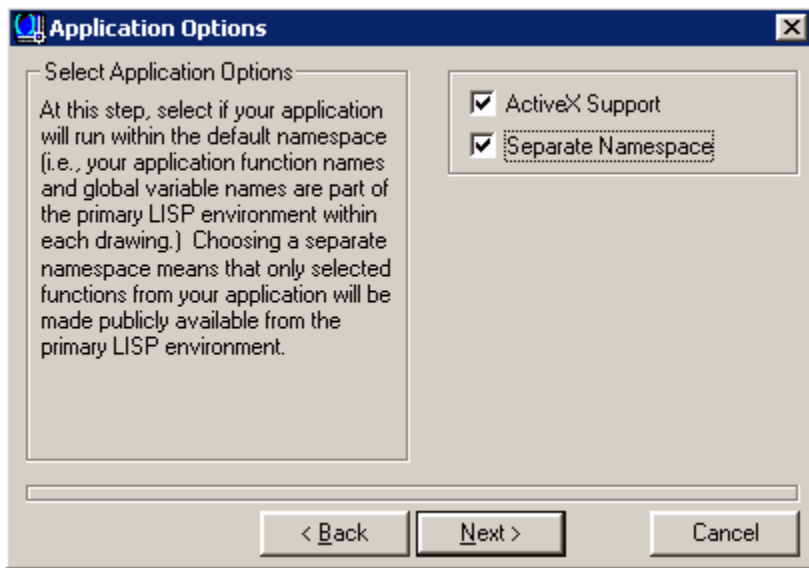 Application Options
Select Application Options
At this step, select if your application
will run within the default namespace
(i.e., your application function names
and global variable names are part of
the primary LISP environment within
each drawing.) Choosing a separate
namespace means that only selected
functions from your application will be
made publicly available from the
primary LISP environment.
ActiveX Support
Separate Namespace
< Back
Next >
Cancel